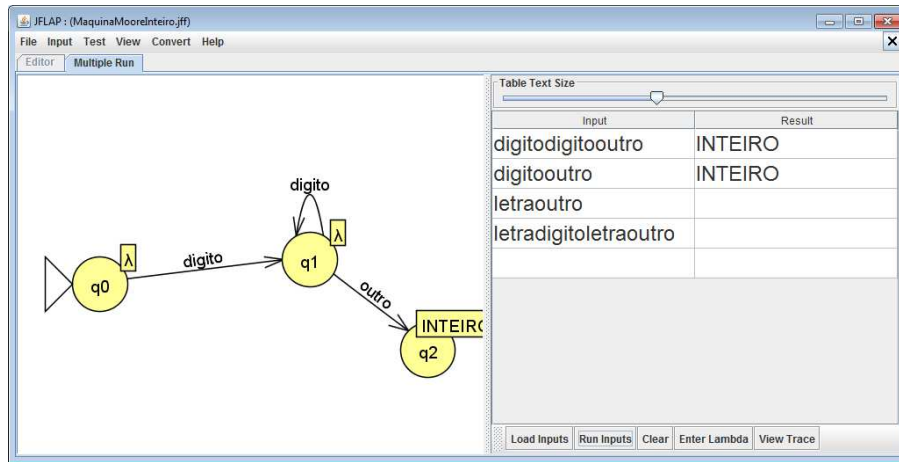 JFLAP : (MaquinaMooreInteiro.jff)
File Input Test View Convert Help
Editor Multiple Run
Table Text Size
Input Result
digitodigitooutro INTEIRO
digitooutro INTEIRO
letraoutro
letradigitoletraoutro
digito
λ
q1
λ
digito
q0
outro
INTEIRO
q2
Load Inputs Run Inputs Clear Enter Lambda View Trace